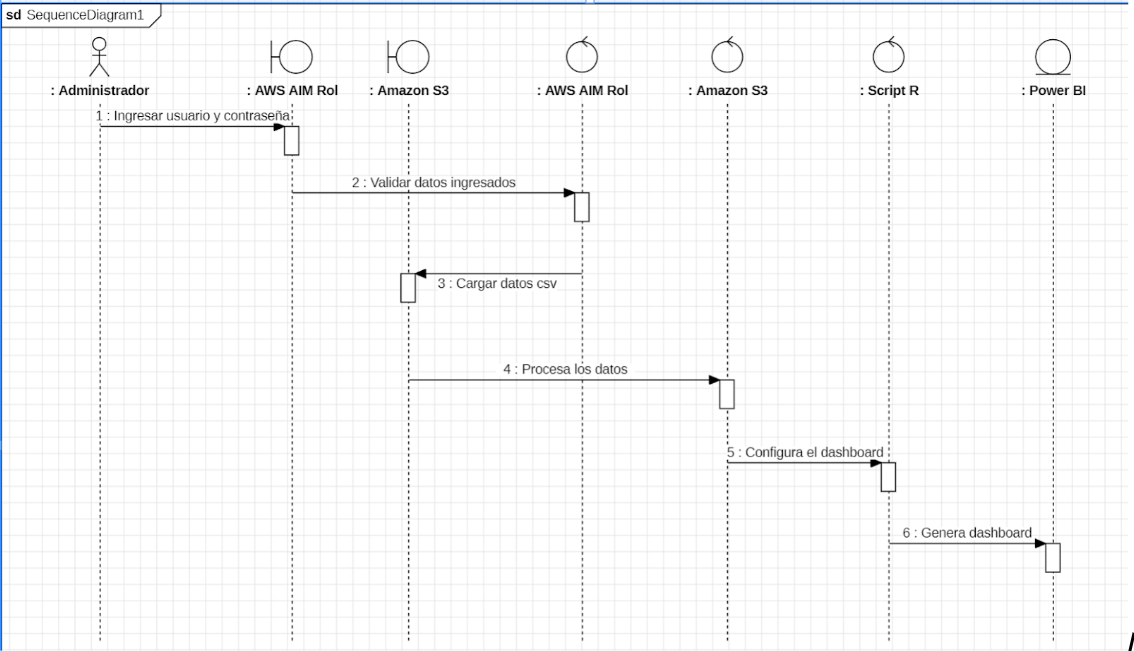 sd SequenceDiagram1
: Administrador
: AWS AIM Rol
: Amazon S3
: AWS AIM Rol
: Amazon S3
: Script R
: Power BI
1 : Ingresar usuario y contraseña
2 : Validar datos ingresados
3 : Cargar datos csv
4 : Procesa los datos
5 : Configura el dashboard
6 : Genera dashboard